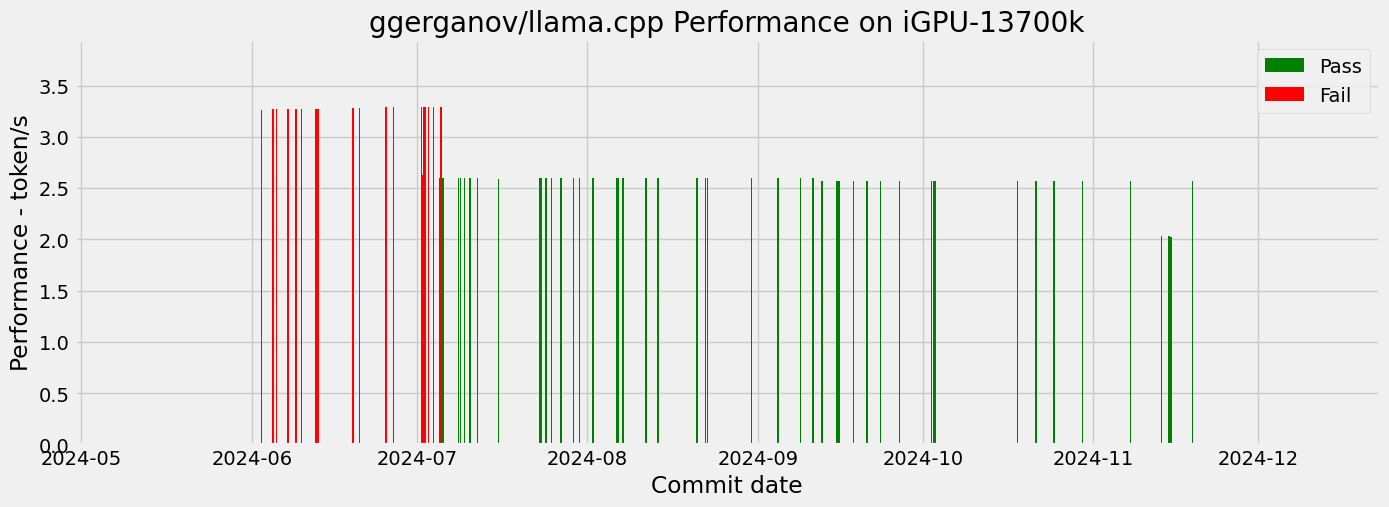 ggerganov/llama.cpp Performance on iGPU-13700k
Pass
Fail
Performance - token/s
3.5
3.0
2.5
2.0
1.5
1.0
0.5
0.0
2024-05 2024-06 2024-07 2024-08 2024-09 2024-10 2024-11 2024-12
Commit date